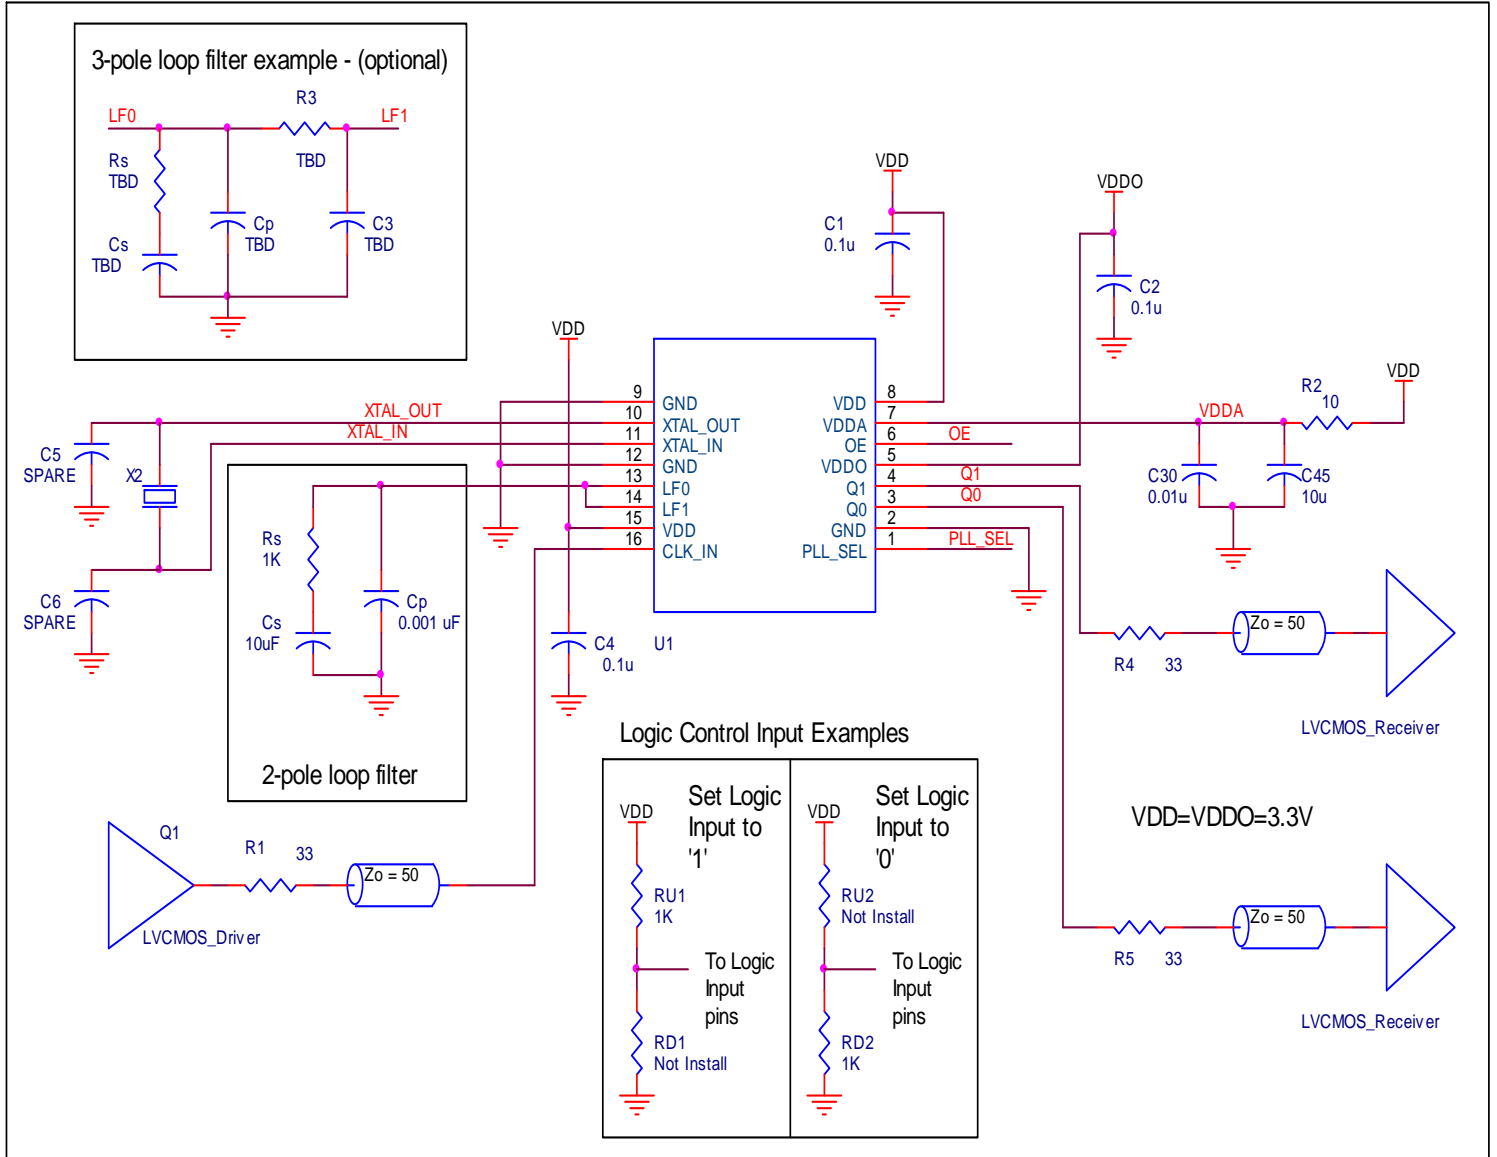 3-pole loop filter example - (optional)
R3
LF0
LF1
TBD
Rs
TBD
Cp
TBD
C3
TBD
Cs
TBD
VDD
C1
0.1u
VDDO
C2
0.1u
VDD
VDD
R2
10
VDDA
C30
0.01u
C45
10u
XTAL_OUT
XTAL_IN
C5
SPARE
X2
C6
SPARE
9
10
11
12
13
14
15
16
GND
XTAL_OUT
XTAL_IN
GND
LF0
LF1
VDD
CLK_IN
VDD
VDDA
OE
VDDO
Q1
Q0
GND
PLL_SEL
8
7
6
5
4
3
2
1
OE
Q1
Q0
PLL_SEL
U1
Rs
1K
Cp
0.001 uF
Cs
10uF
2-pole loop filter
C4
0.1u
Zo = 50
R4 33
LVCMOS_Receiver
Q1
R1 33
Zo = 50
LVCMOS_Driver
Logic Control Input Examples
VDD
Set Logic
Input to
'1'
RU1
1K
To Logic
Input
pins
RD1
Not Install
VDD
Set Logic
Input to
'0'
RU2
Not Install
To Logic
Input
pins
RD2
1K
VDD=VDDO=3.3V
Zo = 50
R5 33
LVCMOS_Receiver